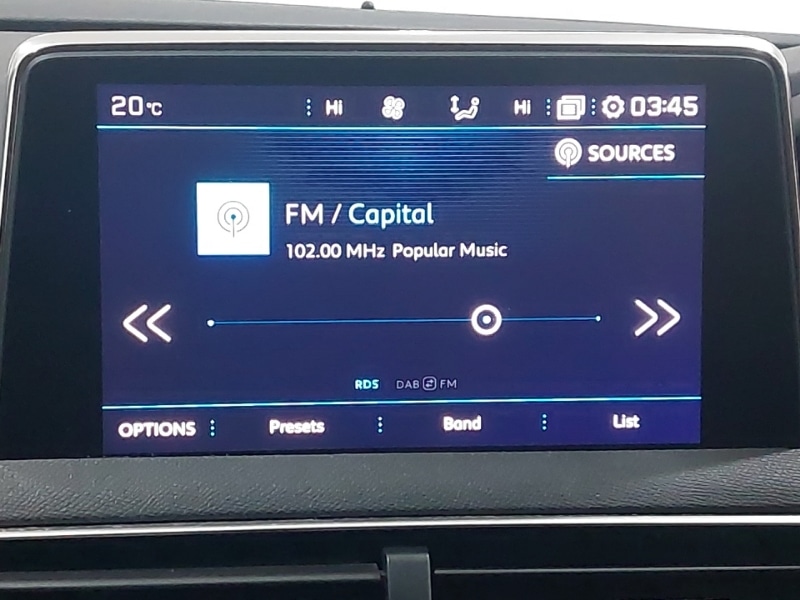 20°C Hi Hi 03:45
SOURCES
FM / Capital
102.00 MHz Popular Music
RDS DAB FM
OPTIONS Presets Band List